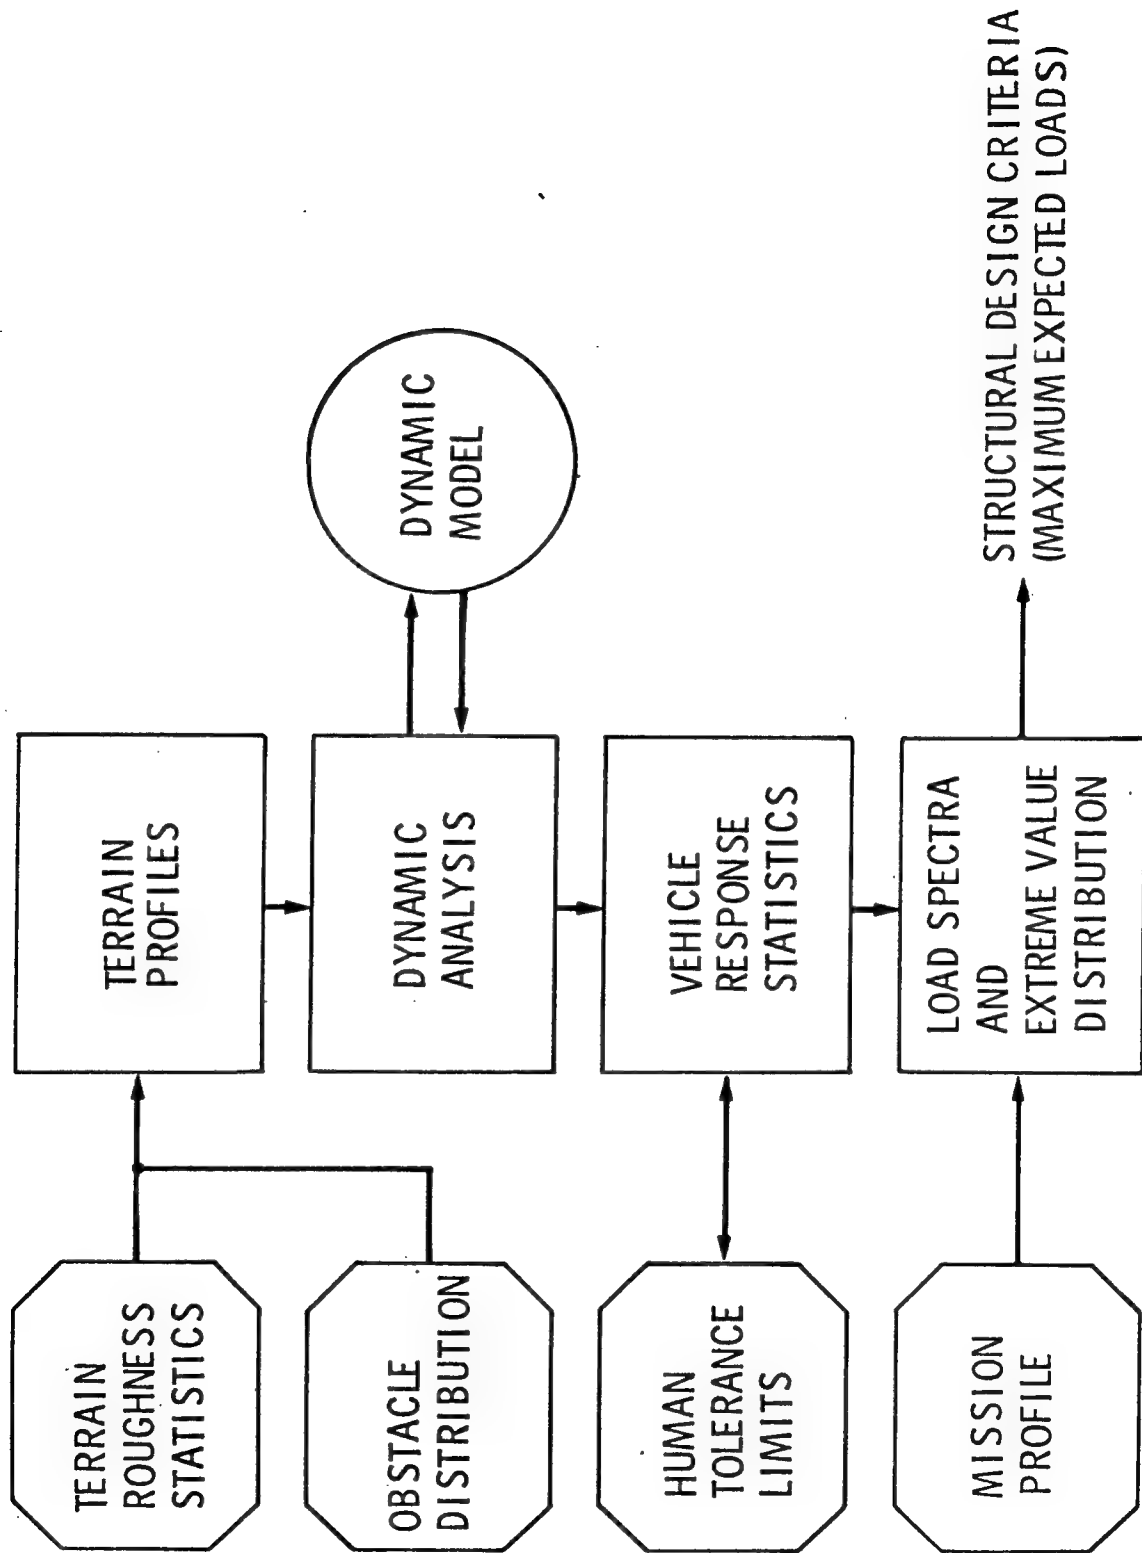 TERRAIN
ROUGHNESS
STATISTICS
OBSTACLE
DISTRIBUTION
HUMAN
TOLERANCE
LIMITS
MISSION
PROFILE
TERRAIN
PROFILES
DYNAMIC
ANALYSIS
VEHICLE
RESPONSE
STATISTICS
LOAD SPECTRA
AND
EXTREME VALUE
DISTRIBUTION
DYNAMIC
MODEL
STRUCTURAL DESIGN CRITERIA
(MAXIMUM EXPECTED LOADS)